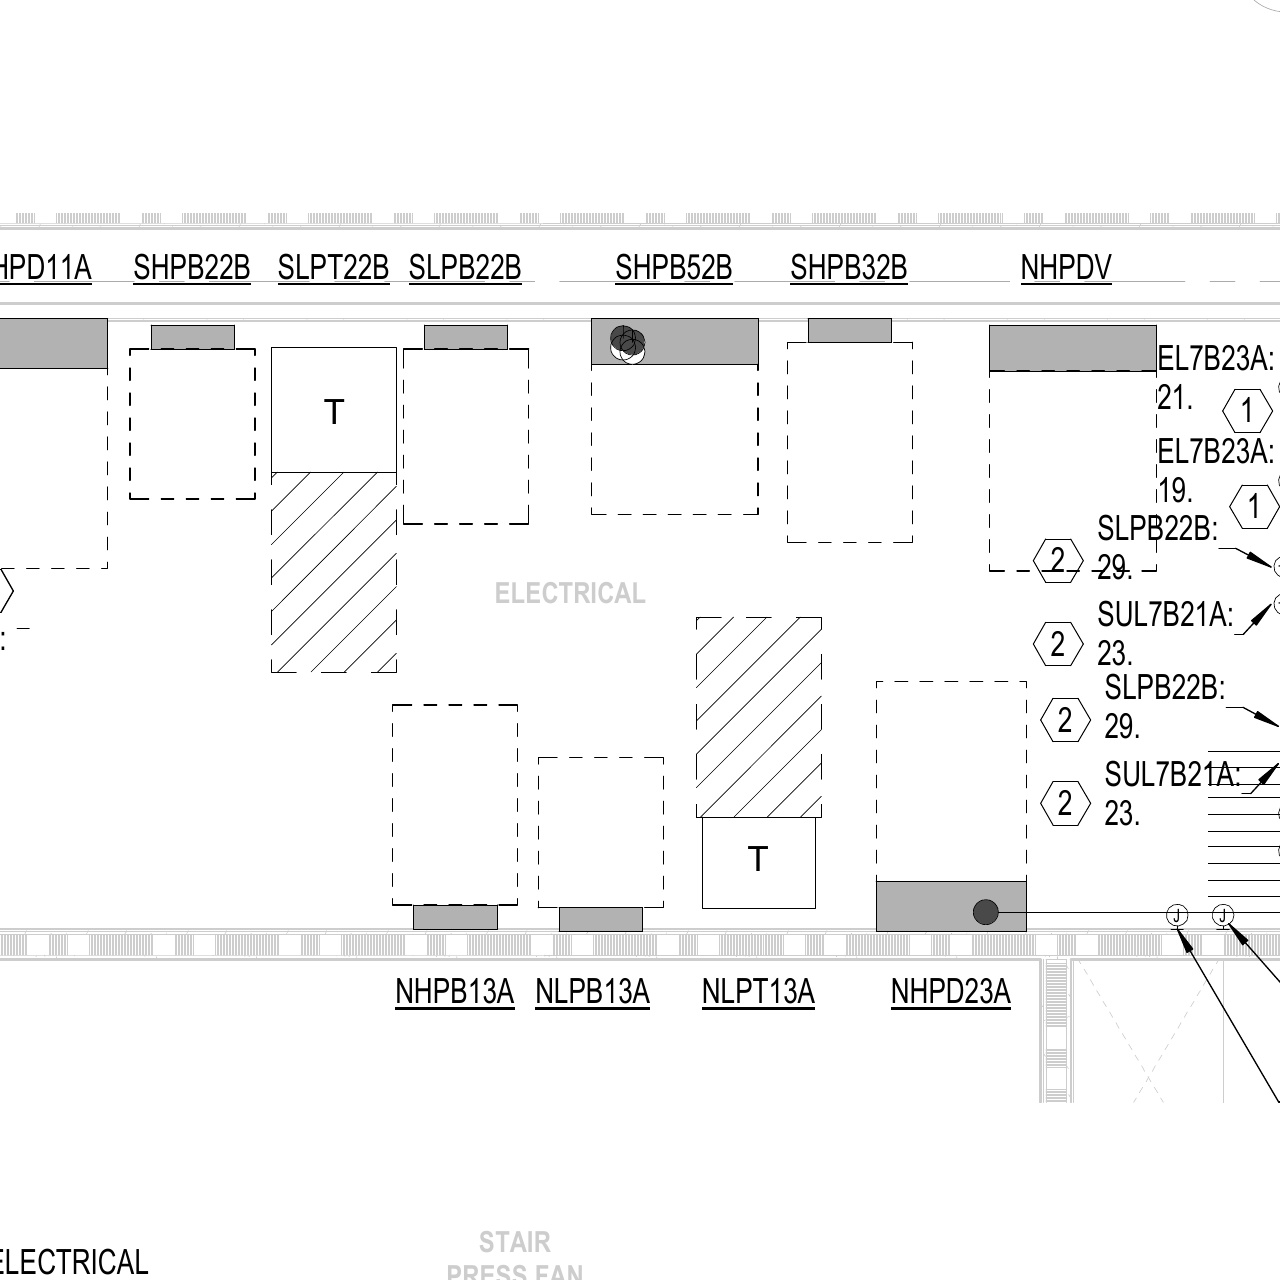 HPD11A SHPB22B SLPT22B SLPB22B SHPB52B SHPB32B NHPDV
EL7B23A:
21.
1
T
EL7B23A:
19.
1
SLPB22B:
2 29.
ELECTRICAL
SUL7B21A:
2 23.
:
SLPB22B:
2 29.
SUL7B21A:
2 23.
T
J J
NHPB13A NLPB13A NLPT13A NHPD23A
STAIR
PRESS FAN
ELECTRICAL